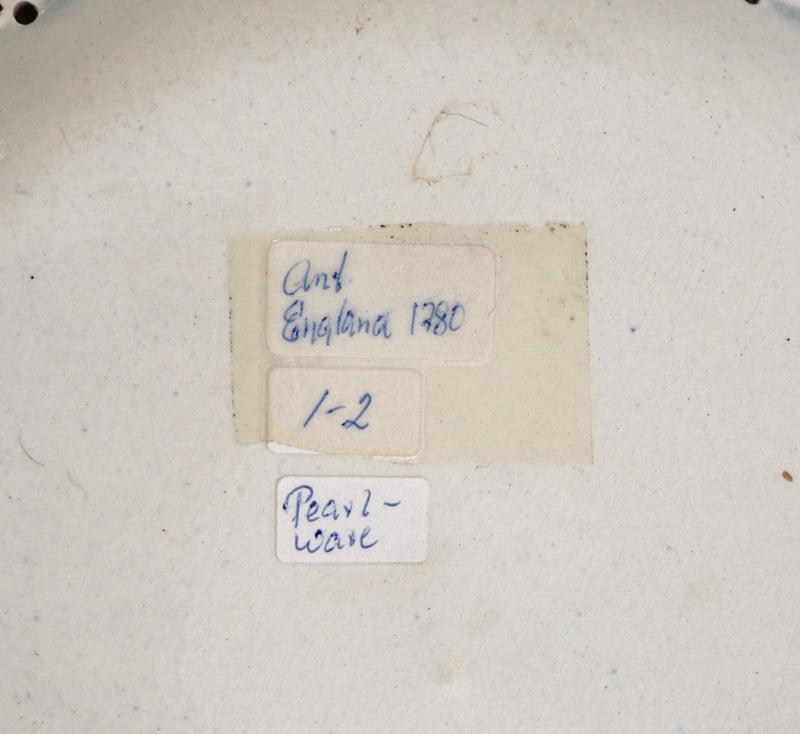 Ant.
England 1780
1-2
Pearl-
ware